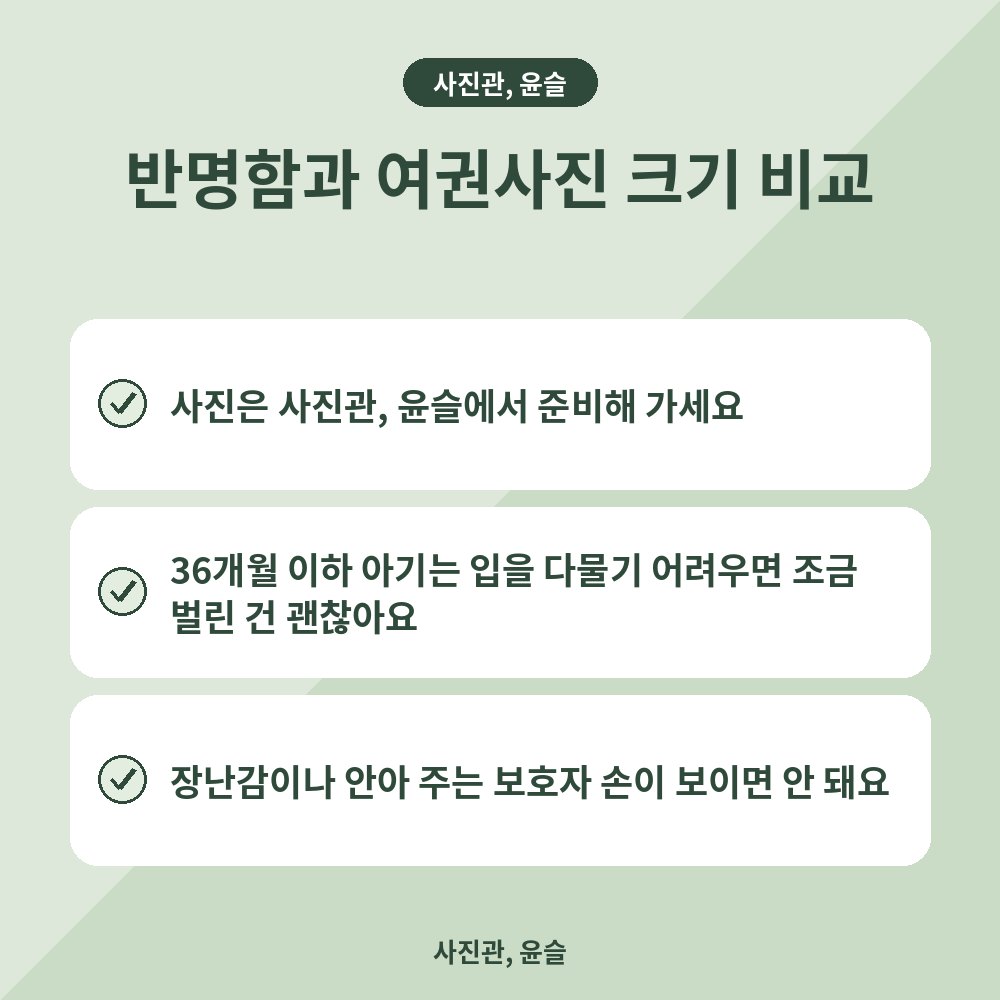 사진관, 윤슬
반명함과 여권사진 크기 비교
사진은 사진관, 윤슬에서 준비해 가세요
36개월 이하 아기는 입을 다물기 어려우면 조금
벌린 건 괜찮아요
장난감이나 안아 주는 보호자 손이 보이면 안 돼요
사진관, 윤슬